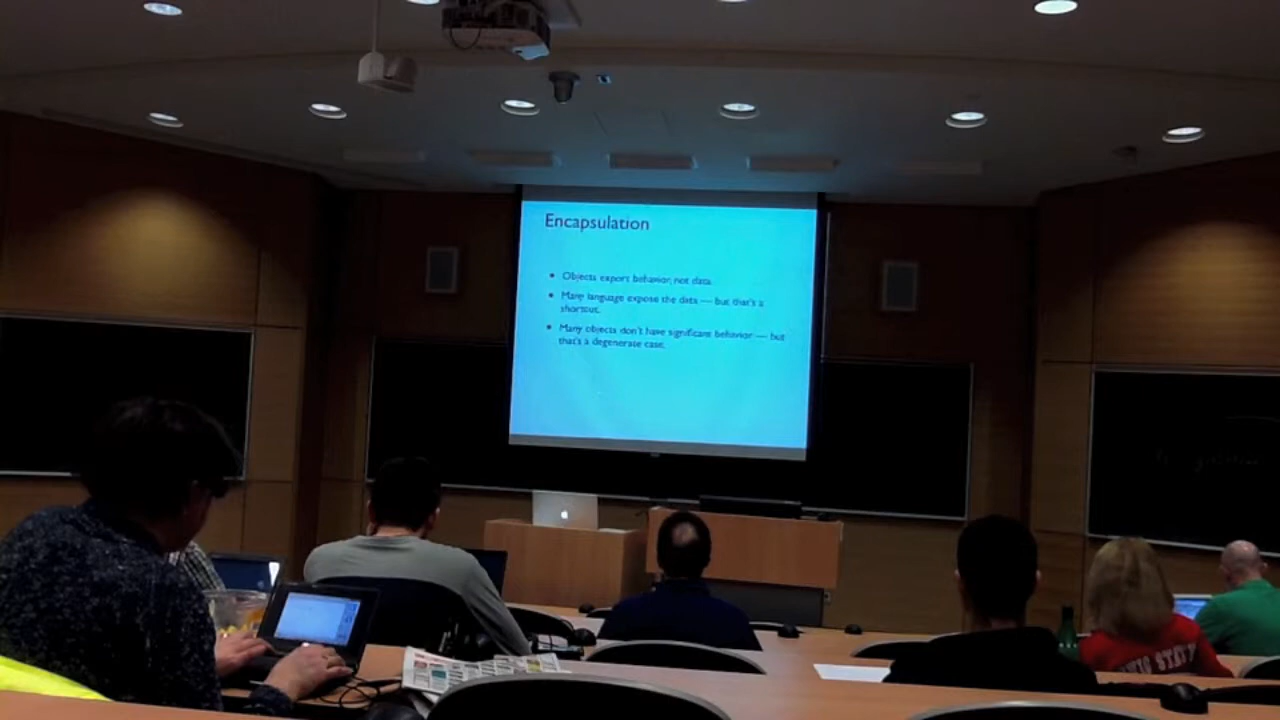 Encapsulation
• Objects export behavior, not data.
• Many language expose the data — but that's a
shortcut.
• Many objects don't have significant behavior — but
that's a degenerate case.
STATE